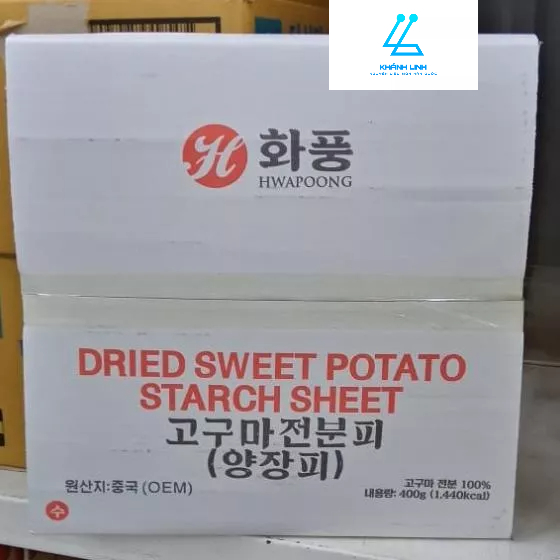 KHÁNH LINH
H 화풍
HWAPOONG
DRIED SWEET POTATO
STARCH SHEET
고구마전분피
(양장피)
원산지:중국 (OEM)
고구마 전분 100%
내용량: 400g (1,440kcal)
수